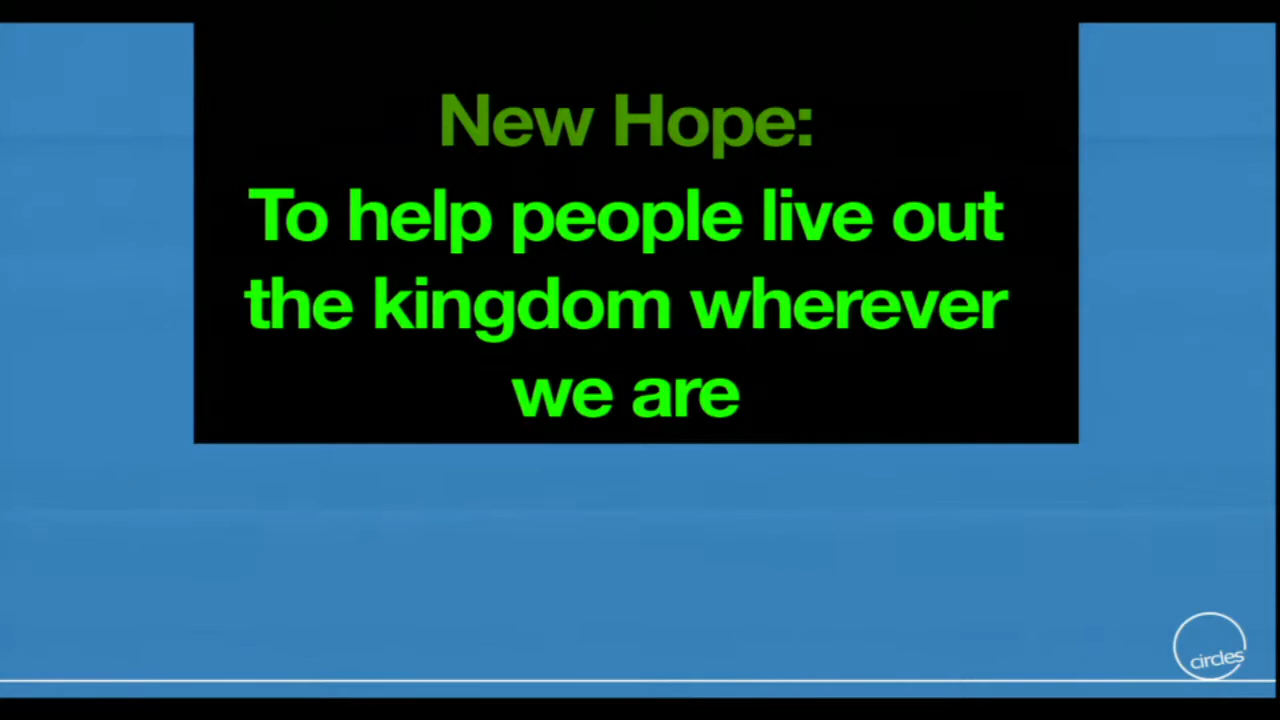 New Hope:
To help people live out
the kingdom wherever
we are
circles